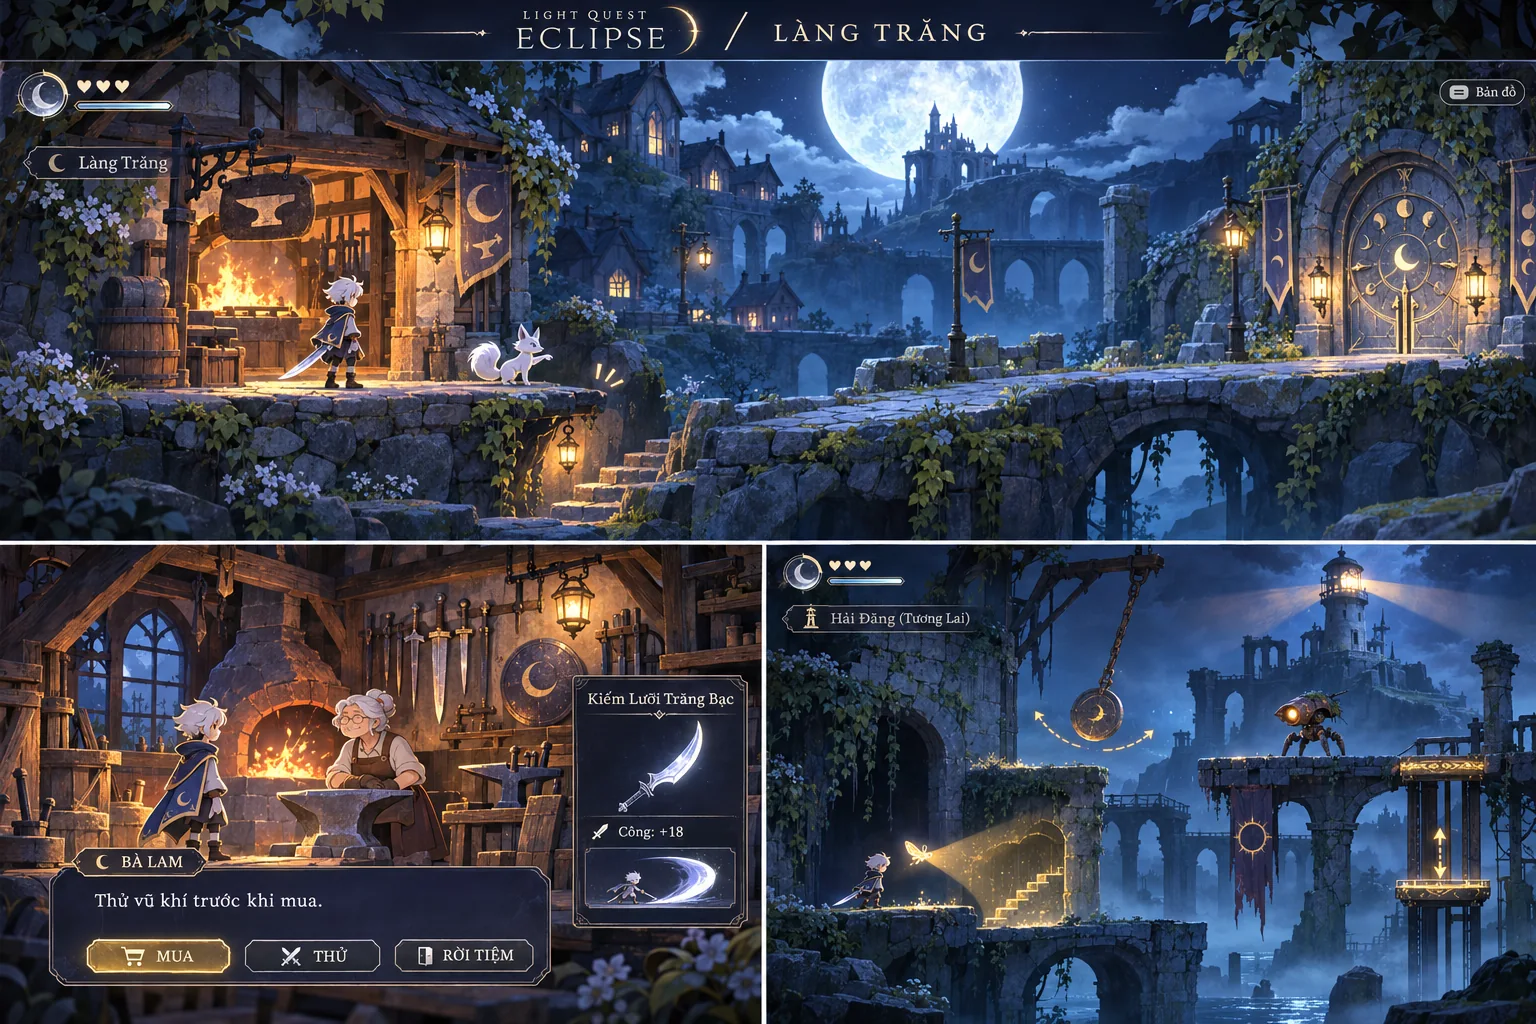 LIGHT QUEST
ECLIPSE / LÀNG TRĂNG
Bản đồ
Làng Trăng
Kiếm Lưỡi Trăng Bạc
Công: +18
BÀ LAM
Thử vũ khí trước khi mua.
MUA
THỬ
RỜI TIỆM
Hải Đăng (Tương Lai)